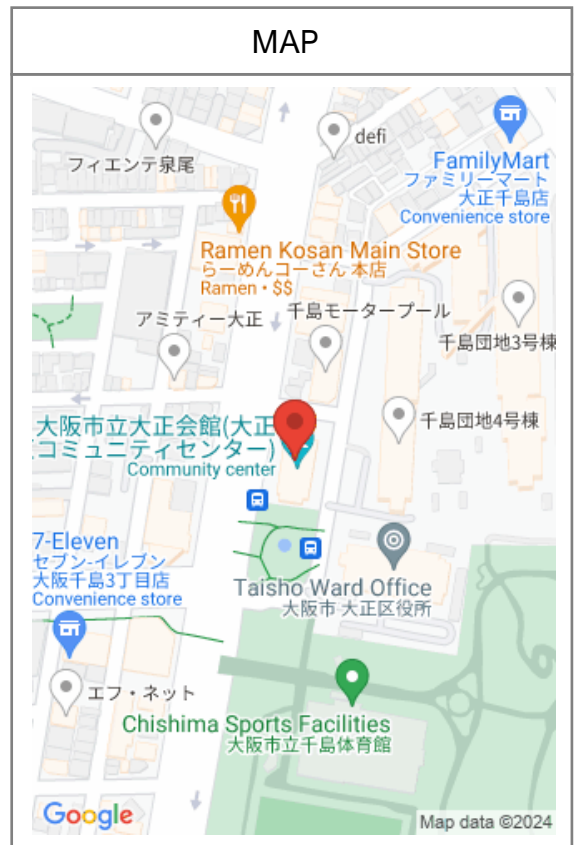 MAP
フィエンテ泉尾
defi
FamilyMart
ファミリーマート
大正千島店
Convenience store
Ramen Kosan Main Store
らーめんコーさん 本店
Ramen • $$
アミティー大正
千島モータープール
千島団地3号棟
大阪市立大正会館(大正
コミュニティセンター)
Community center
千島団地4号棟
7-Eleven
セブン-イレブン
大阪千島3丁目店
Convenience store
Taisho Ward Office
大阪市 大正区役所
エフ・ネット
Chishima Sports Facilities
大阪市立千島体育館
Google
Map data ©2024